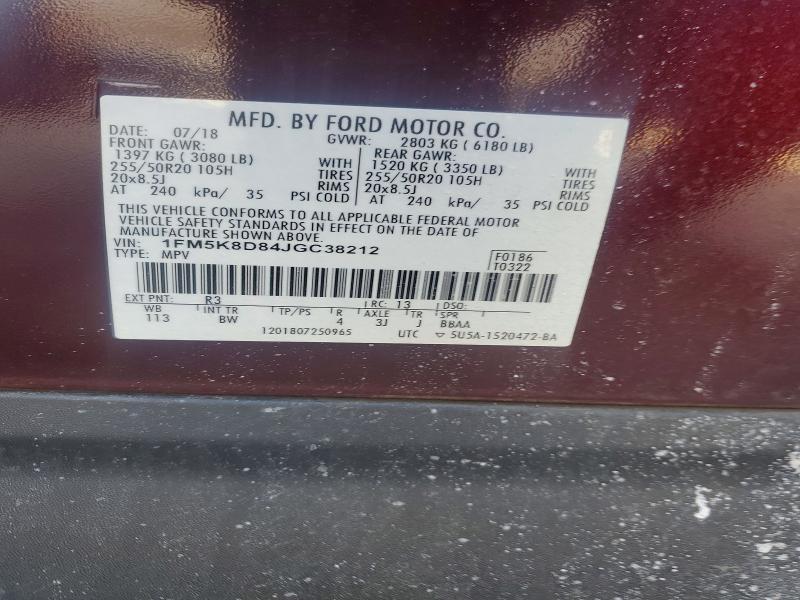 MFD. BY FORD MOTOR CO.
DATE: 07/18 GVWR: 2803 KG ( 6180 LB)
FRONT GAWR: REAR GAWR:
1397 KG ( 3080 LB) WITH 1520 KG ( 3350 LB) WITH
255/50R20 105H TIRES 255/50R20 105H TIRES
20x8.5J RIMS 20x8.5J RIMS
AT 240 kPa/ 35 PSI COLD AT 240 kPa/ 35 PSI COLD
THIS VEHICLE CONFORMS TO ALL APPLICABLE FEDERAL MOTOR
VEHICLE SAFETY STANDARDS IN EFFECT ON THE DATE OF
MANUFACTURE SHOWN ABOVE.
VIN: 1FM5K8D84JGC38212 F0186
TYPE: MPV T0322
EXT PNT: R3 RC: 13 DSO:
WB INT TR TP/PS R AXLE TR SPR
113 BW 4 3J J BBAA
1201807250965 UTC 5U5A-1520472-BA